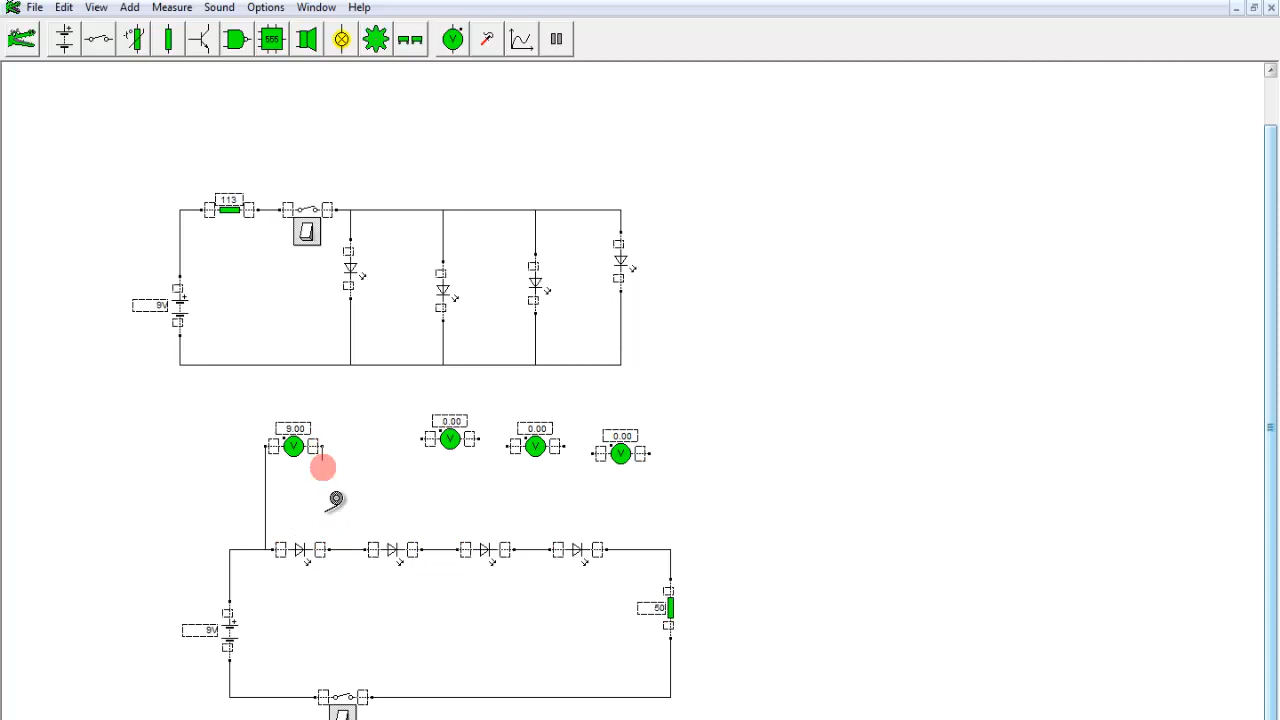 File Edit View Add Measure Sound Options Window Help
555 V
113
9V
9.00 0.00 0.00 0.00
V V V V
50
9V